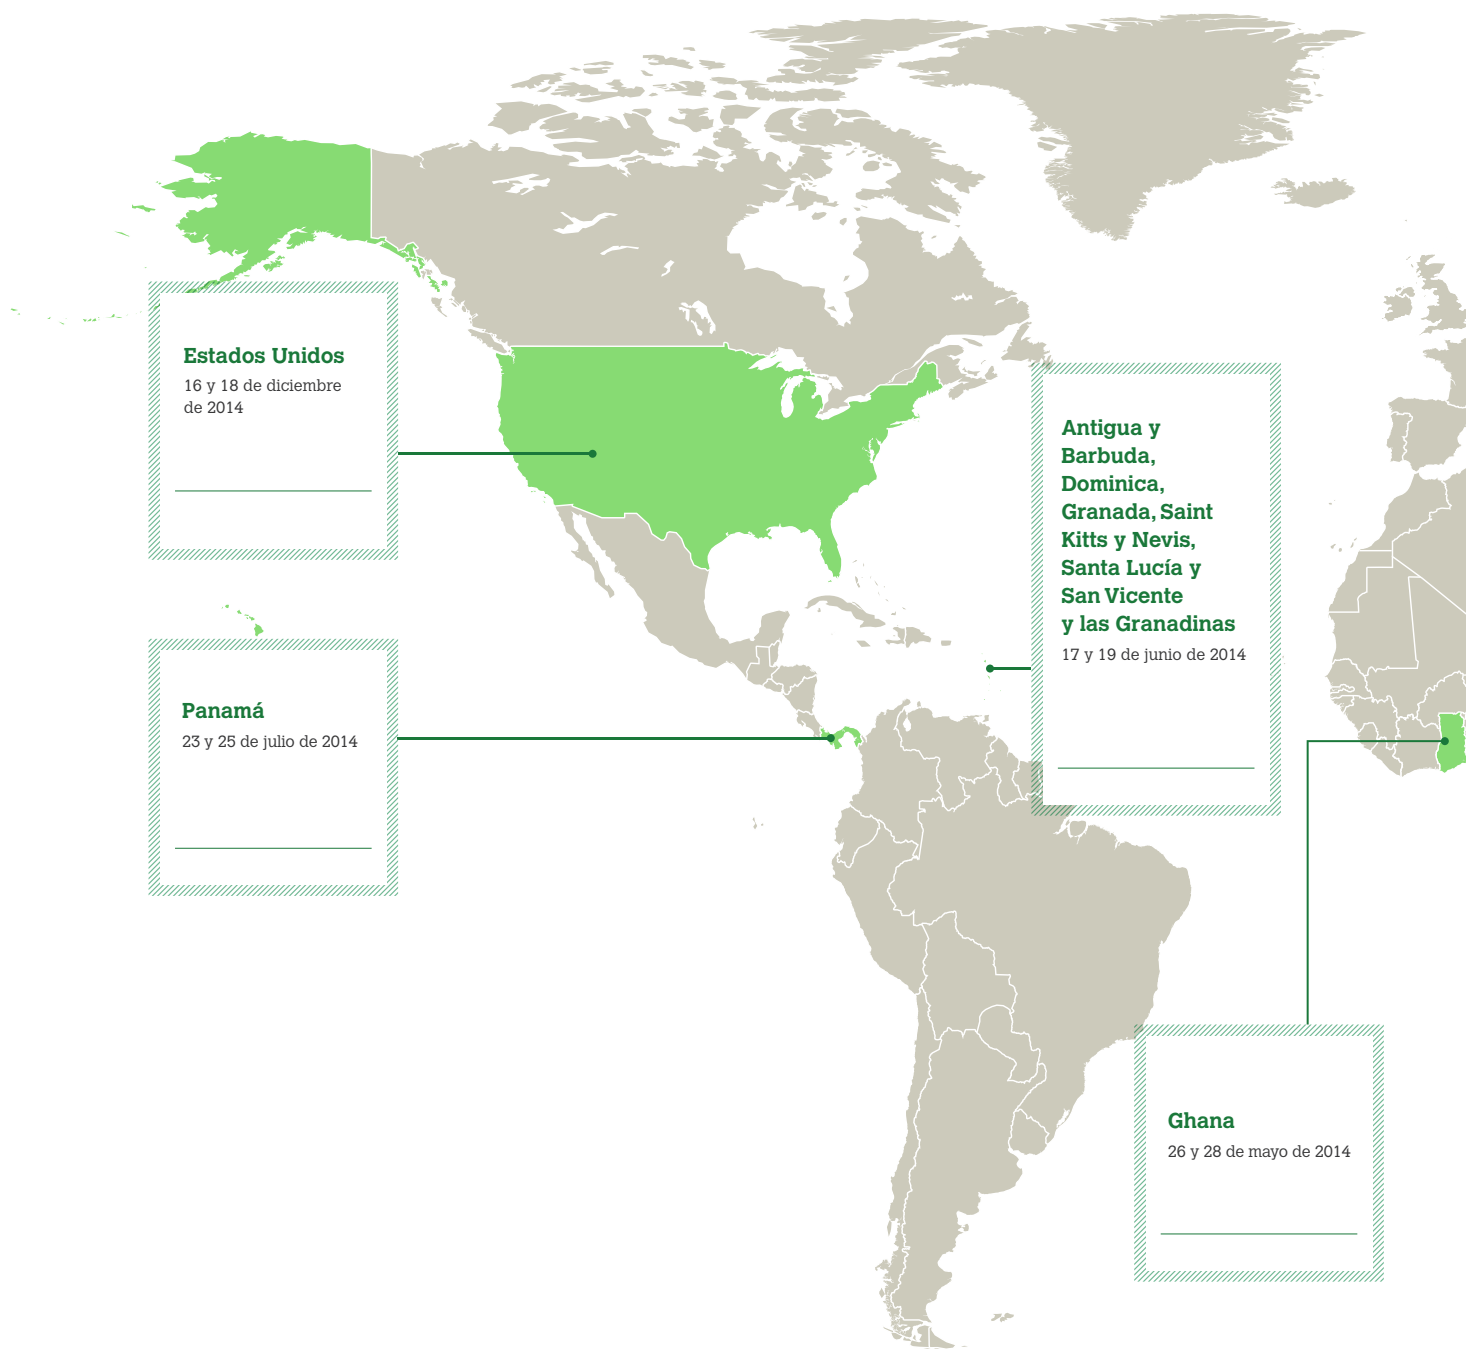 Estados Unidos
16 y 18 de diciembre
de 2014
Antigua y
Barbuda,
Dominica,
Granada, Saint
Kitts y Nevis,
Santa Lucía y
San Vicente
y las Granadinas
17 y 19 de junio de 2014
Panamá
23 y 25 de julio de 2014
Ghana
26 y 28 de mayo de 2014